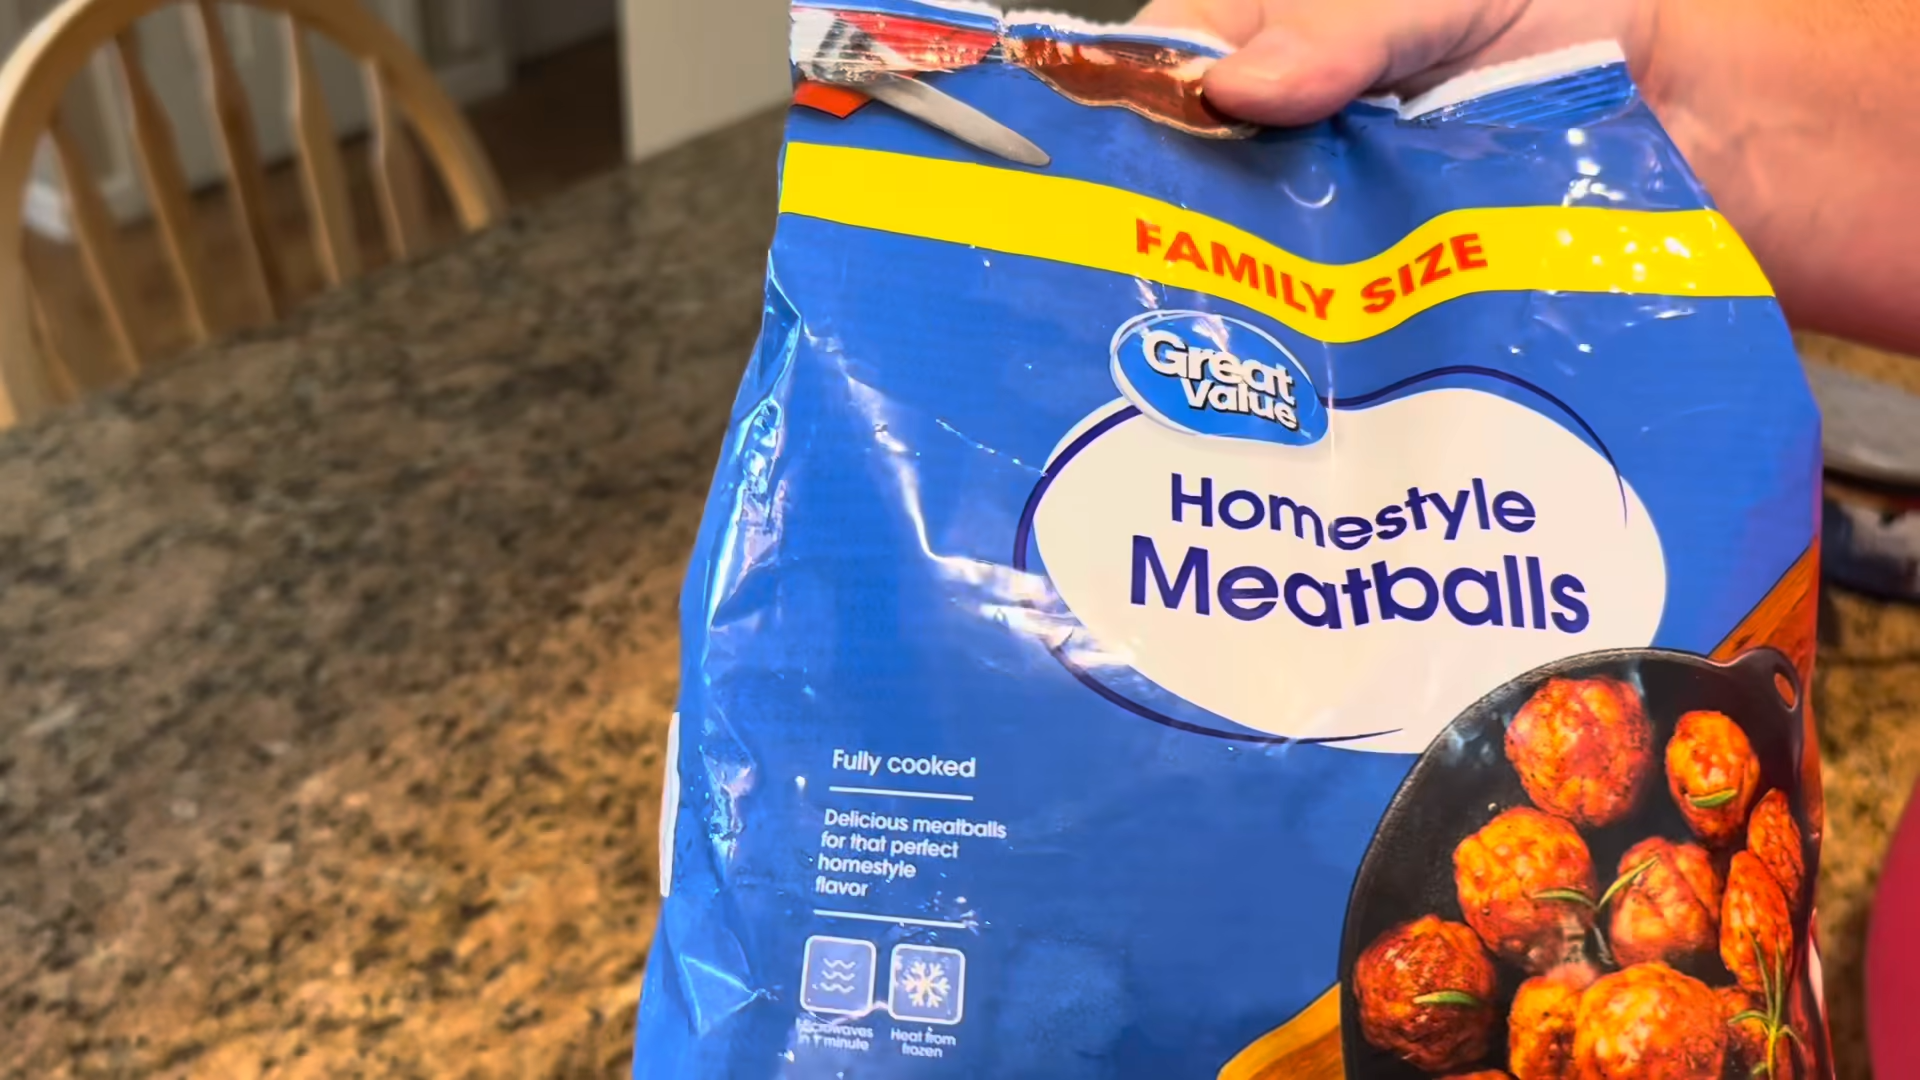 FAMILY SIZE
Great
Value
Homestyle
Meatballs
Fully cooked
Delicious meatballs
for that perfect
homestyle
flavor
Microwaves
in 1 minute
Heat from
frozen